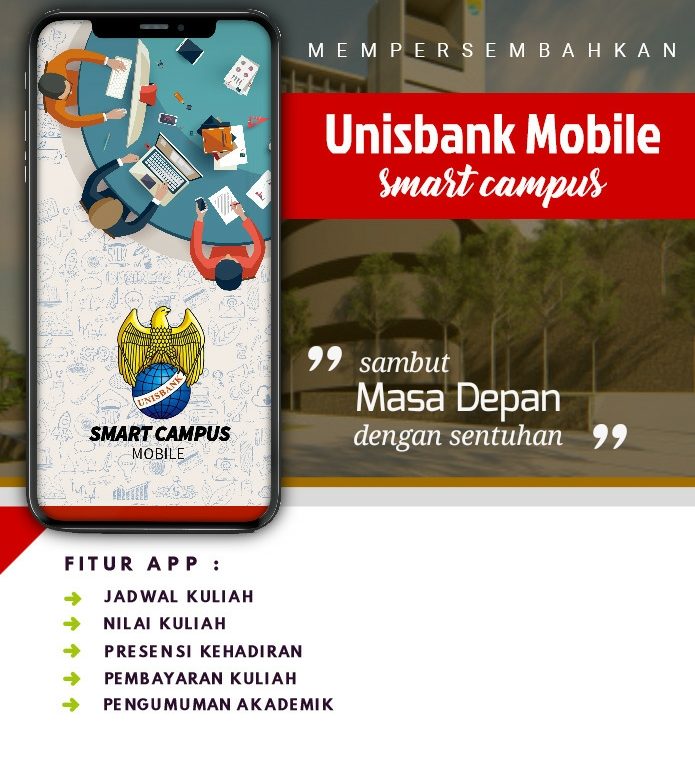 MEMPERSEMBAHKAN
Unisbank Mobile
smart campus
” sambut
Masa Depan
dengan sentuhan ”
UNISBANK
SMART CAMPUS
MOBILE
FITUR APP :
JADWAL KULIAH
NILAI KULIAH
PRESENSI KEHADIRAN
PEMBAYARAN KULIAH
PENGUMUMAN AKADEMIK